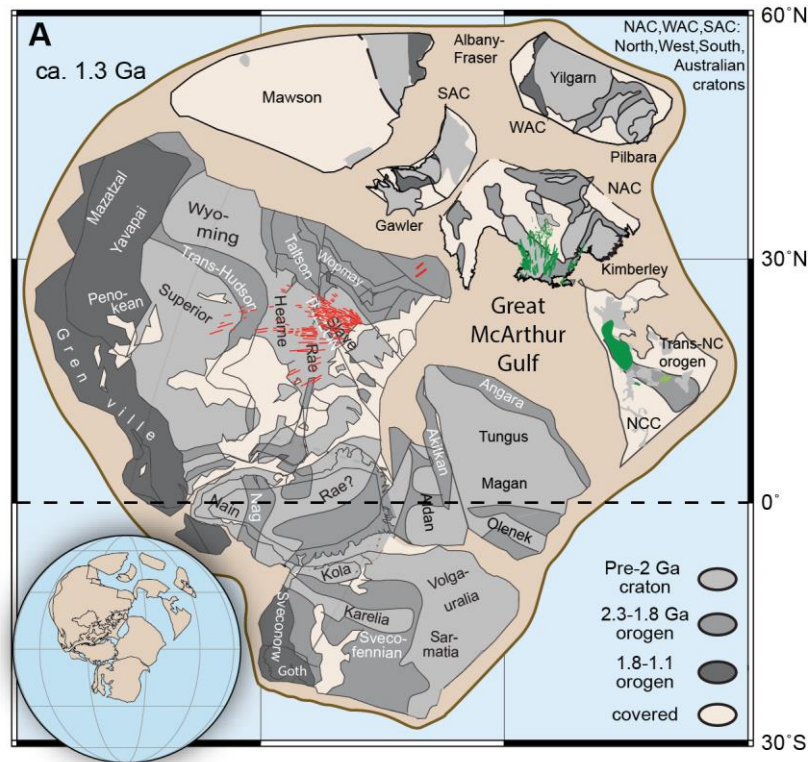 A
ca. 1.3 Ga
60°N
NAC,WAC,SAC:
North,West,South,
Australian
cratons
Albany-
Fraser
Yilgarn
Mawson
SAC
WAC
Pilbara
NAC
Gawler
Kimberley
30°N
Mazatzal
Yavapai
Wyo-
ming
Trans-Hudson
Taltson
Wopmay
Slave
Hearne
Rae
Superior
Peno-
kean
Grenville
Great
McArthur
Gulf
Trans-NC
orogen
NCC
Angara
Akilkan
Tungus
Magan
Aldan
Olenek
Rae?
Nain
Nag
0°
Kola
Karelia
Volga-
uralia
Sveconorw
Sveco-
fennian
Sar-
matia
Goth
Pre-2 Ga
craton
2.3-1.8 Ga
orogen
1.8-1.1
orogen
covered
30°S